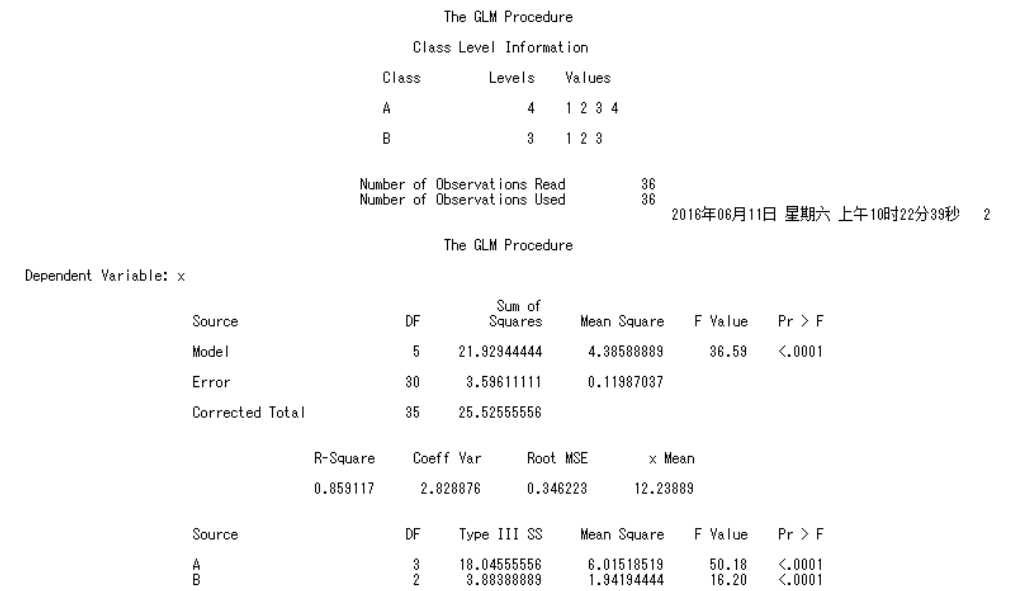 The GLM Procedure
Class Level Information
Class Levels Values
A 4 1 2 3 4
B 3 1 2 3
Number of Observations Read 36
Number of Observations Used 36
2016年06月11日 星期六 上午10时22分39秒 2
The GLM Procedure
Dependent Variable: x
Sum of
Source DF Squares Mean Square F Value Pr > F
Model 5 21.92944444 4.38588889 36.59 <.0001
Error 30 3.59611111 0.11987037
Corrected Total 35 25.52555556
R-Square Coeff Var Root MSE x Mean
0.859117 2.828876 0.346223 12.23889
Source DF Type III SS Mean Square F Value Pr > F
A 3 18.04555556 6.01518519 50.18 <.0001
B 2 3.88388889 1.94194444 16.20 <.0001